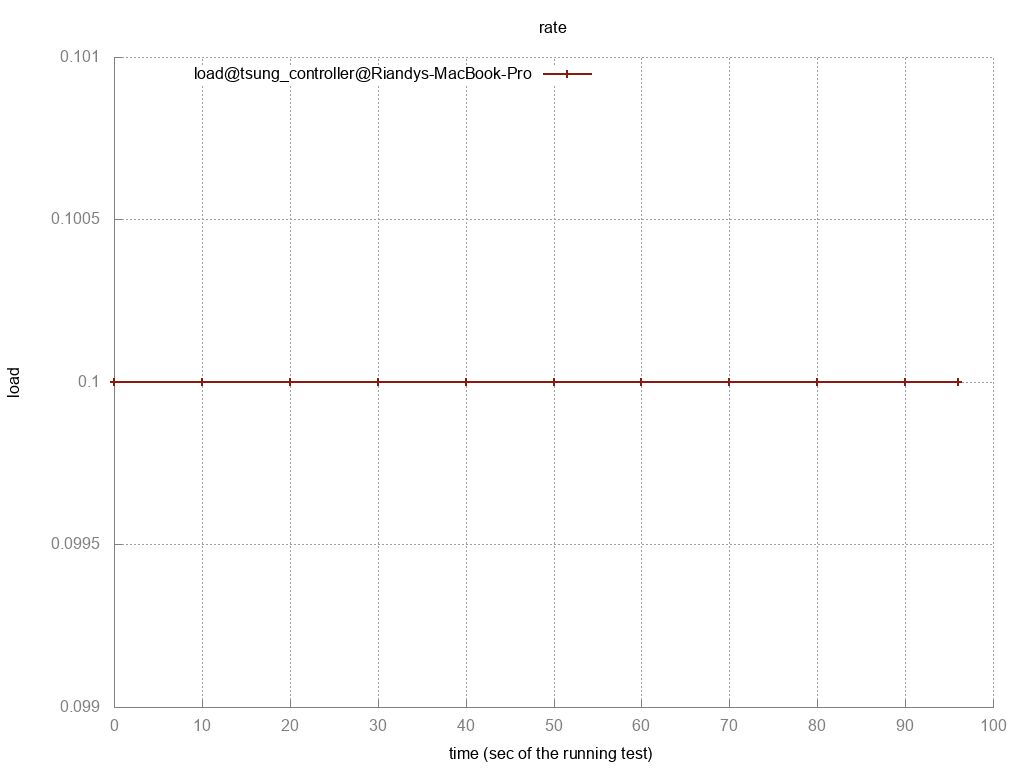 rate
0.101
load@tsung_controller@Riandys-MacBook-Pro
0.1005
load
0.1
0.0995
0.099
0 10 20 30 40 50 60 70 80 90 100
time (sec of the running test)